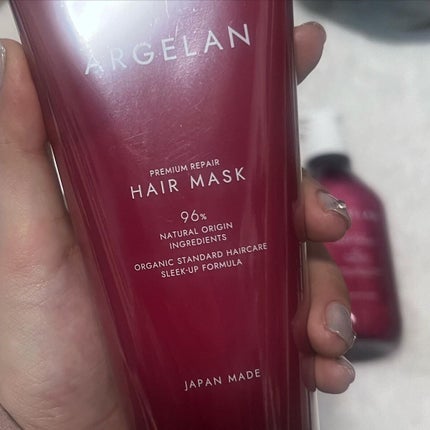 ARGELAN
PREMIUM REPAIR
HAIR MASK
96%
NATURAL ORIGIN
INGREDIENTS
ORGANIC STANDARD HAIRCARE
SLEEK-UP FORMULA
JAPAN MADE